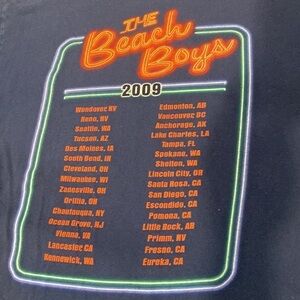 THE
Beach
Boys
2009
Wendover NV
Reno, NV
Seattle, WA
Tucson, AZ
Des Moines, IA
South Bend, IN
Cleveland, OH
Milwaukee, WI
Zanesville, OH
Orillia, OH
Chautauqua, NY
Ocean Grove, NJ
Vienna, VA
Lancaster CA
Kennewick, WA
Edmonton, AB
Vancouver BC
Anchorage, AK
Lake Charles, LA
Tampa, FL
Spokane, WA
Shelton, WA
Lincoln City, OR
Santa Rosa, CA
San Diego, CA
Escondido, CA
Pomona, CA
Little Rock, AR
Primm, NV
Fresno, CA
Eureka, CA